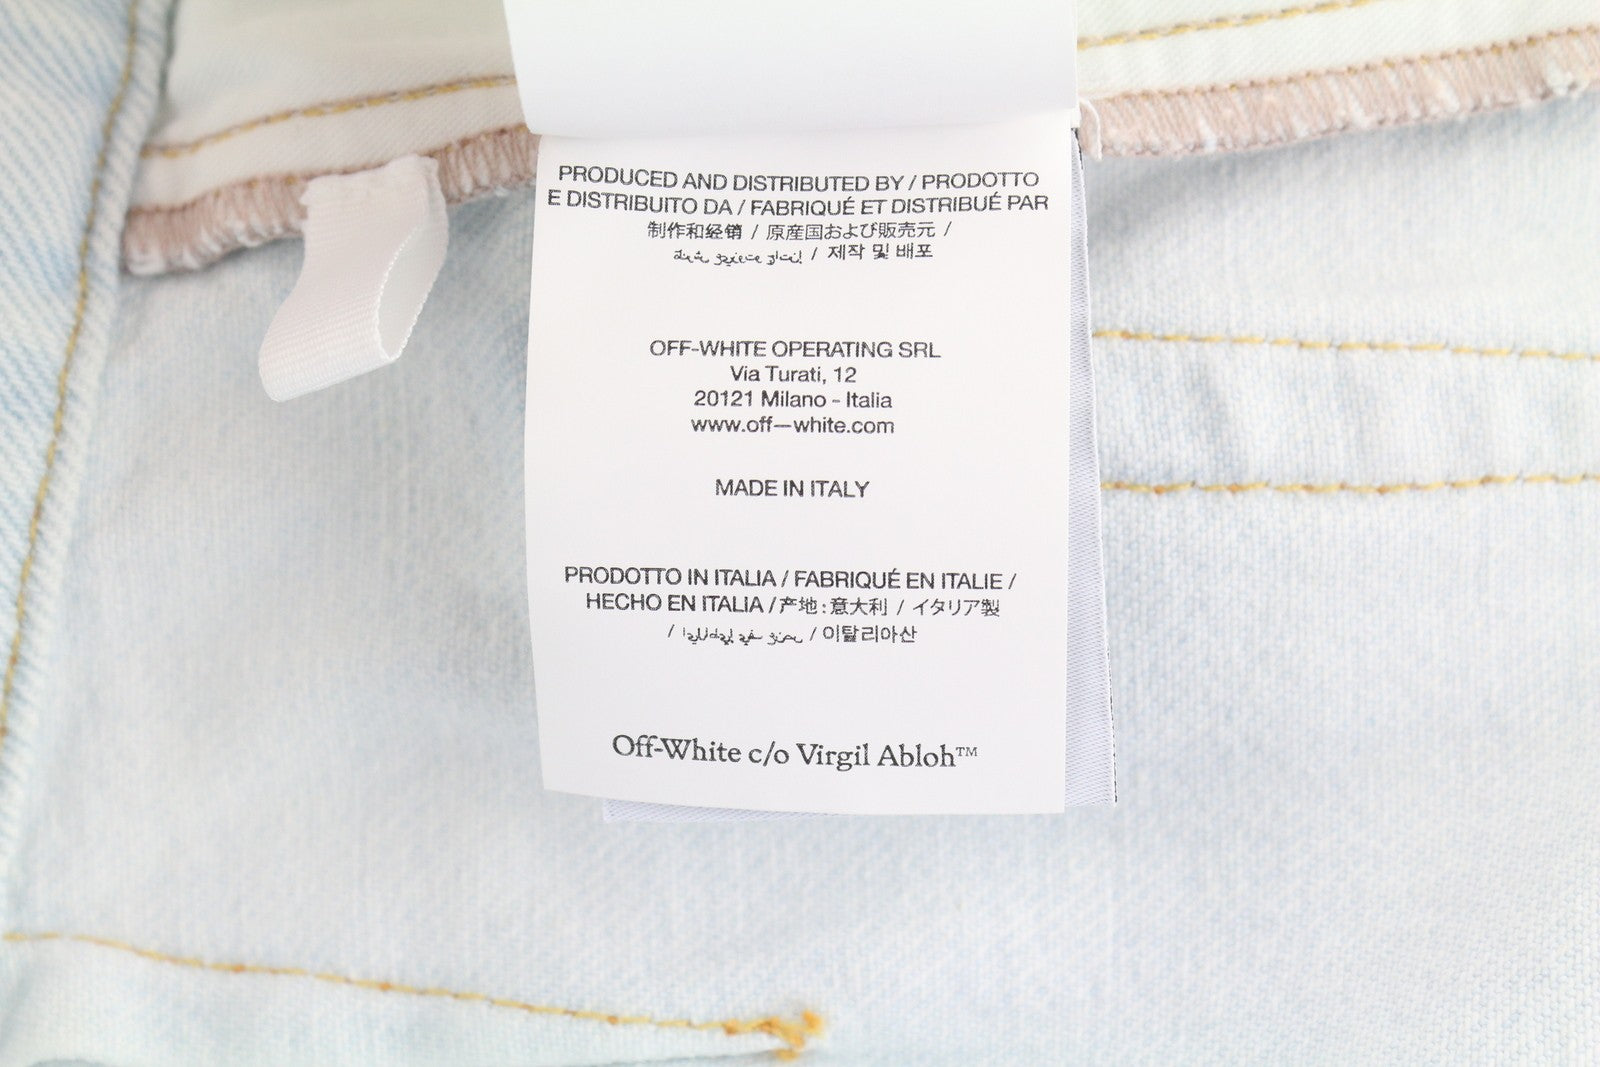 PRODUCED AND DISTRIBUTED BY / PRODOTTO
E DISTRIBUITO DA / FABRIQUÉ ET DISTRIBUÉ PAR
制作和经销 / 原産国および販売元 /
/ 제작 및 배포
OFF-WHITE OPERATING SRL
Via Turati, 12
20121 Milano - Italia
www.off--white.com
MADE IN ITALY
PRODOTTO IN ITALIA / FABRIQUÉ EN ITALIE /
HECHO EN ITALIA /产地:意大利 / イタリア製
/ / 이탈리아산
Off-White c/o Virgil Abloh™